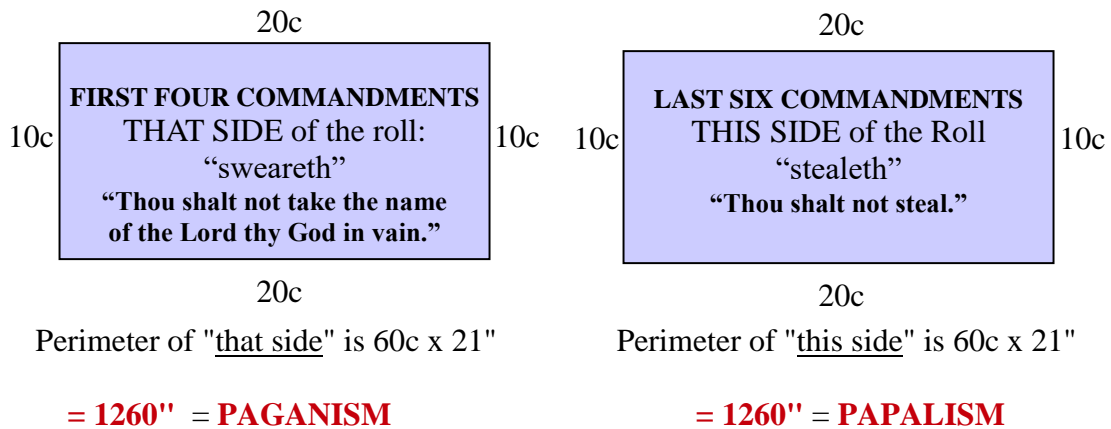 20c
FIRST FOUR COMMANDMENTS
THAT SIDE of the roll:
10c
10c
“sweareth”
“Thou shalt not take the name
of the Lord thy God in vain.”
20c
Perimeter of "that side" is 60c x 21"
= 1260" = PAGANISM
20c
LAST SIX COMMANDMENTS
THIS SIDE of the Roll
10c
10c
“stealeth”
“Thou shalt not steal.”
20c
Perimeter of "this side" is 60c x 21"
= 1260" = PAPALISM